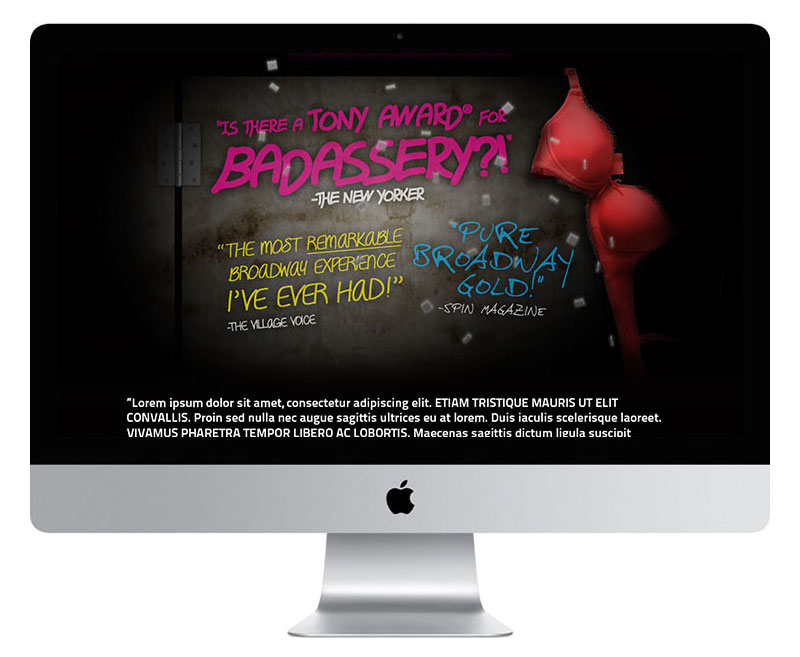 "IS THERE A TONY AWARD® FOR
BADASSERY?!"
-THE NEW YORKER
"THE MOST REMARKABLE
BROADWAY EXPERIENCE
I'VE EVER HAD!"
-THE VILLAGE VOICE
"PURE
BROADWAY
GOLD!"
-SPIN MAGAZINE
"Lorem ipsum dolor sit amet, consectetur adipiscing elit. ETIAM TRISTIQUE MAURIS UT ELIT
CONVALLIS. Proin sed nulla nec augue sagittis ultrices eu at lorem. Duis iaculis scelerisque laoreet.
VIVAMUS PHARETRA TEMPOR LIBERO AC LOBORTIS. Maecenas sagittis dictum ligula suscipit